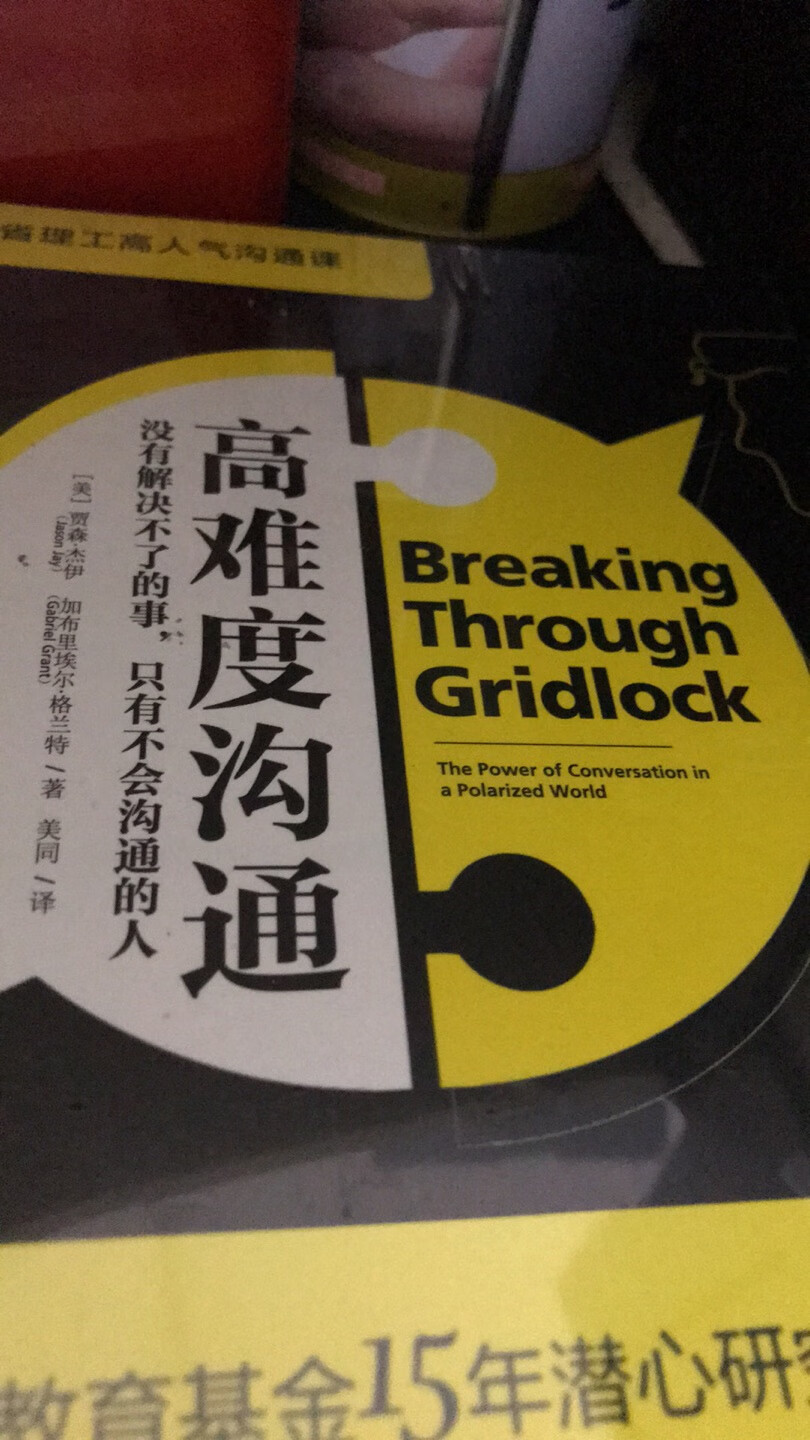 省理工高人气沟通课
高难度沟通
没有解决不了的事，只有不会沟通的人
[美] 贾森·杰伊 加布里埃尔·格兰特 / 著 美同 / 译
(Jason Jay) (Gabriel Grant)
Breaking
Through
Gridlock
The Power of Conversation in
a Polarized World
教育基金15年潜心研究